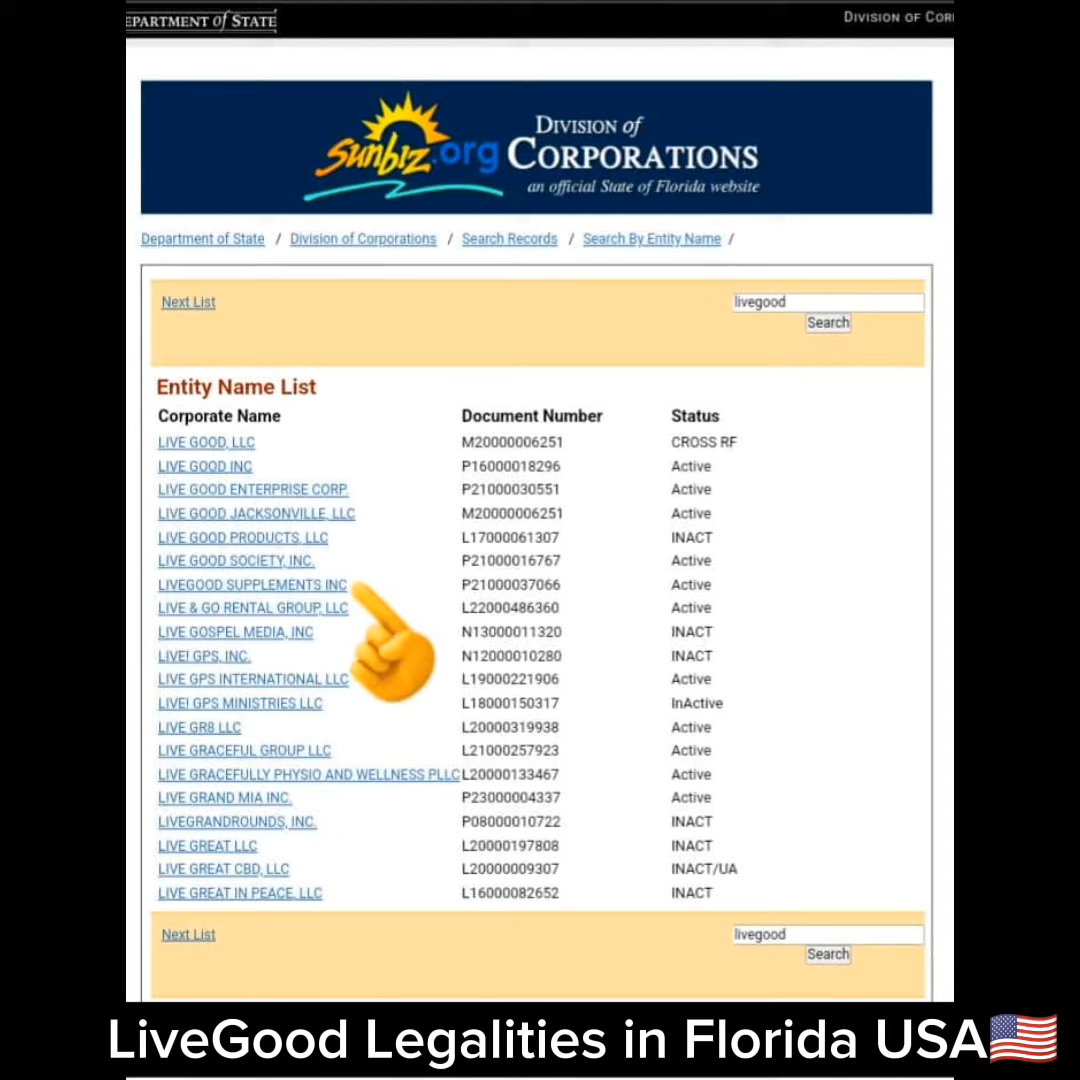 EPARTMENT of STATE
DIVISION OF COR
sunbiz.org DIVISION of
CORPORATIONS
an official State of Florida website
Department of State / Division of Corporations / Search Records / Search By Entity Name /
Next List livegood
Search
Entity Name List
Corporate Name Document Number Status
LIVE GOOD, LLC M20000006251 CROSS RF
LIVE GOOD INC P16000018296 Active
LIVE GOOD ENTERPRISE CORP. P21000030551 Active
LIVE GOOD JACKSONVILLE, LLC M20000006251 Active
LIVE GOOD PRODUCTS, LLC L17000061307 INACT
LIVE GOOD SOCIETY, INC. P21000016767 Active
LIVEGOOD SUPPLEMENTS INC P21000037066 Active
LIVE & GO RENTAL GROUP, LLC L22000486360 Active
LIVE GOSPEL MEDIA, INC N13000011320 INACT
LIVE! GPS, INC. N12000010280 INACT
LIVE GPS INTERNATIONAL LLC L19000221906 Active
LIVE! GPS MINISTRIES LLC L18000150317 InActive
LIVE GR8 LLC L20000319938 Active
LIVE GRACEFUL GROUP LLC L21000257923 Active
LIVE GRACEFULLY PHYSIO AND WELLNESS PLLC L20000133467 Active
LIVE GRAND MIA INC. P23000004337 Active
LIVEGRANDROUNDS, INC. P08000010722 INACT
LIVE GREAT LLC L20000197808 INACT
LIVE GREAT CBD, LLC L20000009307 INACT/UA
LIVE GREAT IN PEACE, LLC L16000082652 INACT
Next List livegood
Search
LiveGood Legalities in Florida USA🇺🇸